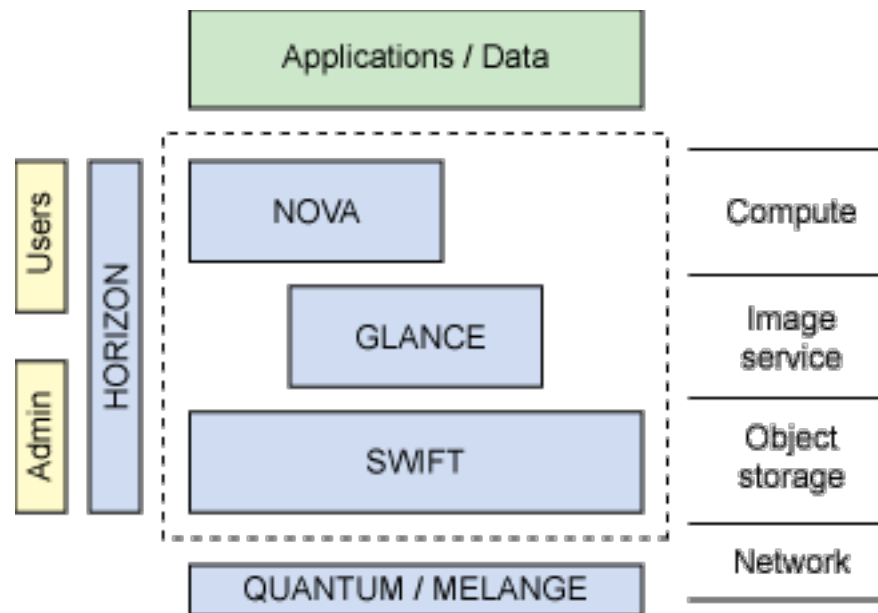 Applications / Data
Users
Admin
HORIZON
NOVA
GLANCE
SWIFT
QUANTUM / MELANGE
Compute
Image
service
Object
storage
Network